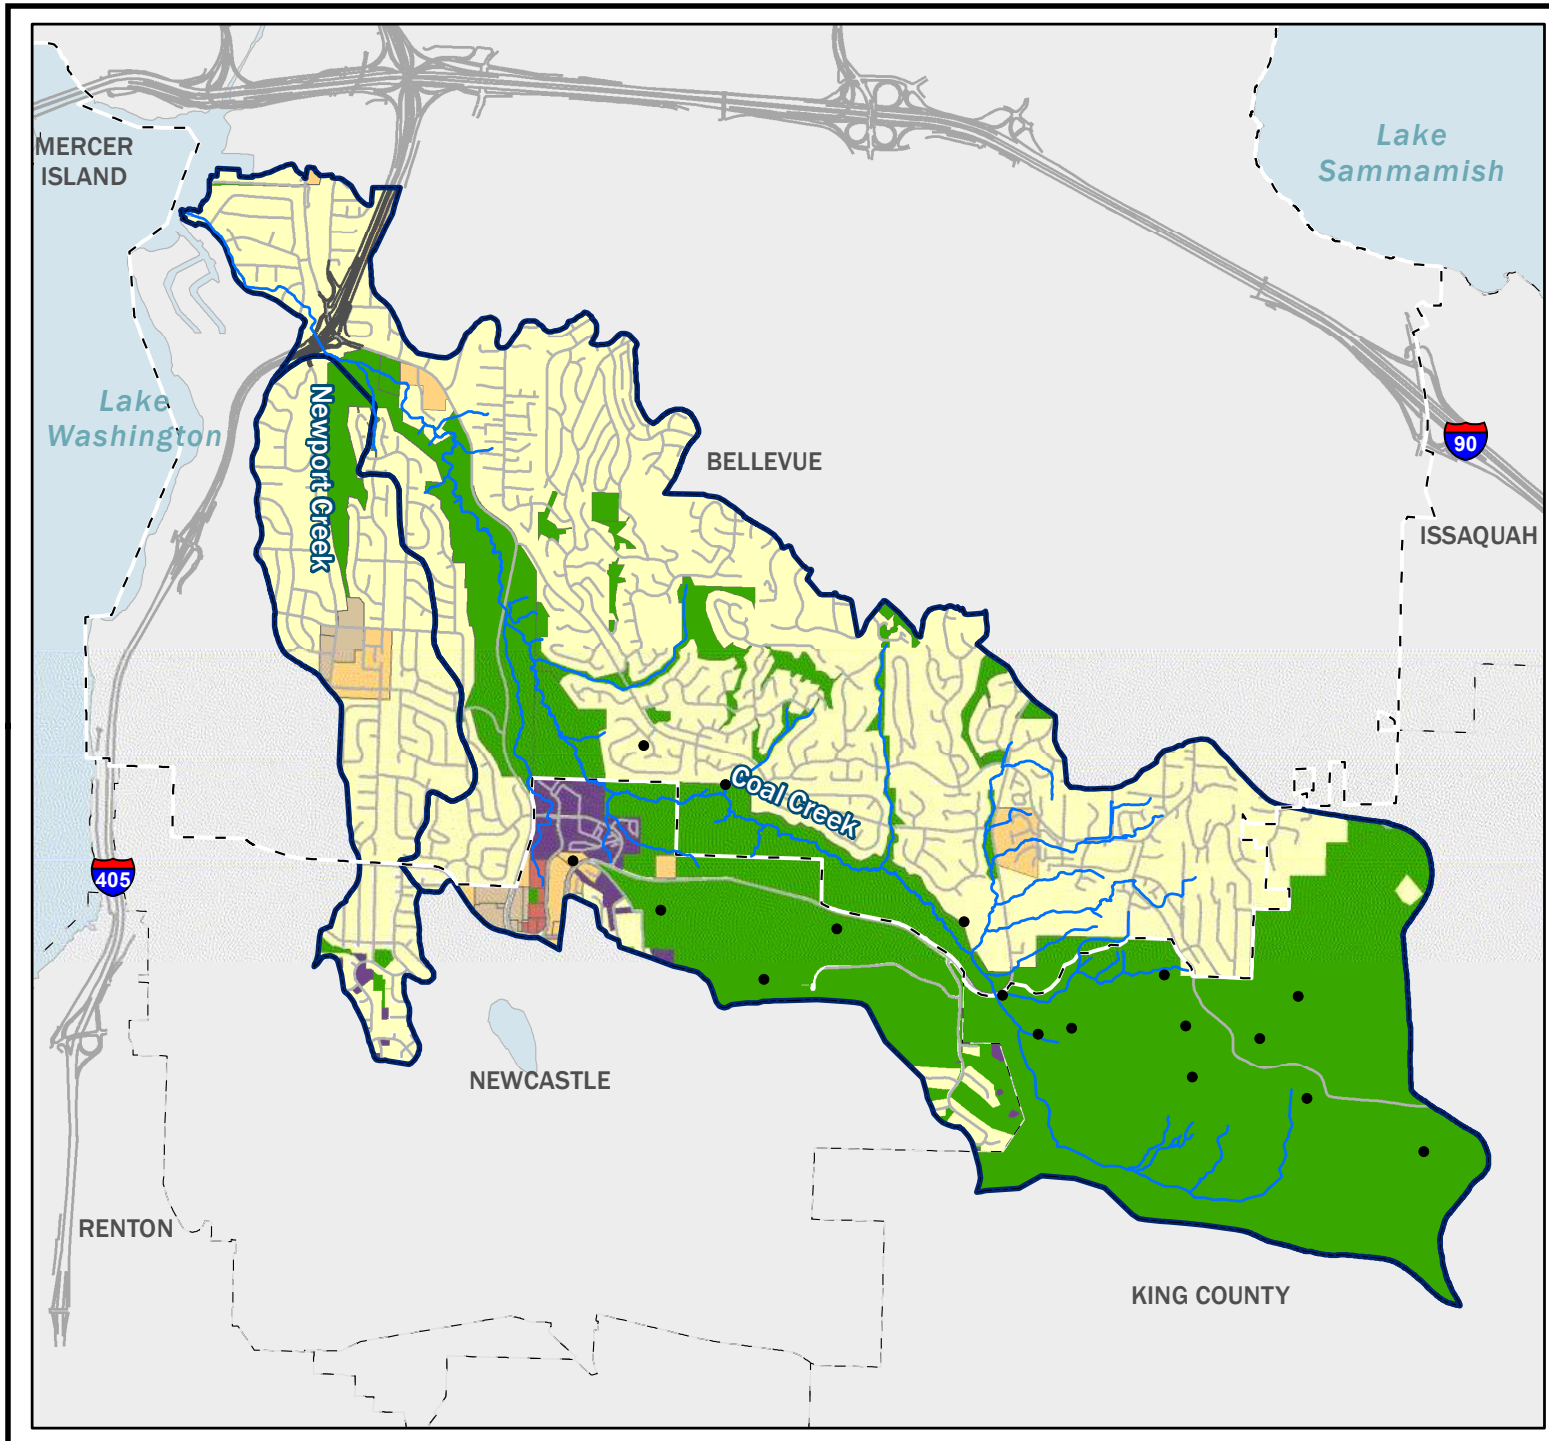 MERCER
ISLAND
Lake
Sammamish
Lake
Washington
Newport Creek
BELLEVUE
90
ISSAQUAH
Coal Creek
405
NEWCASTLE
RENTON
KING COUNTY